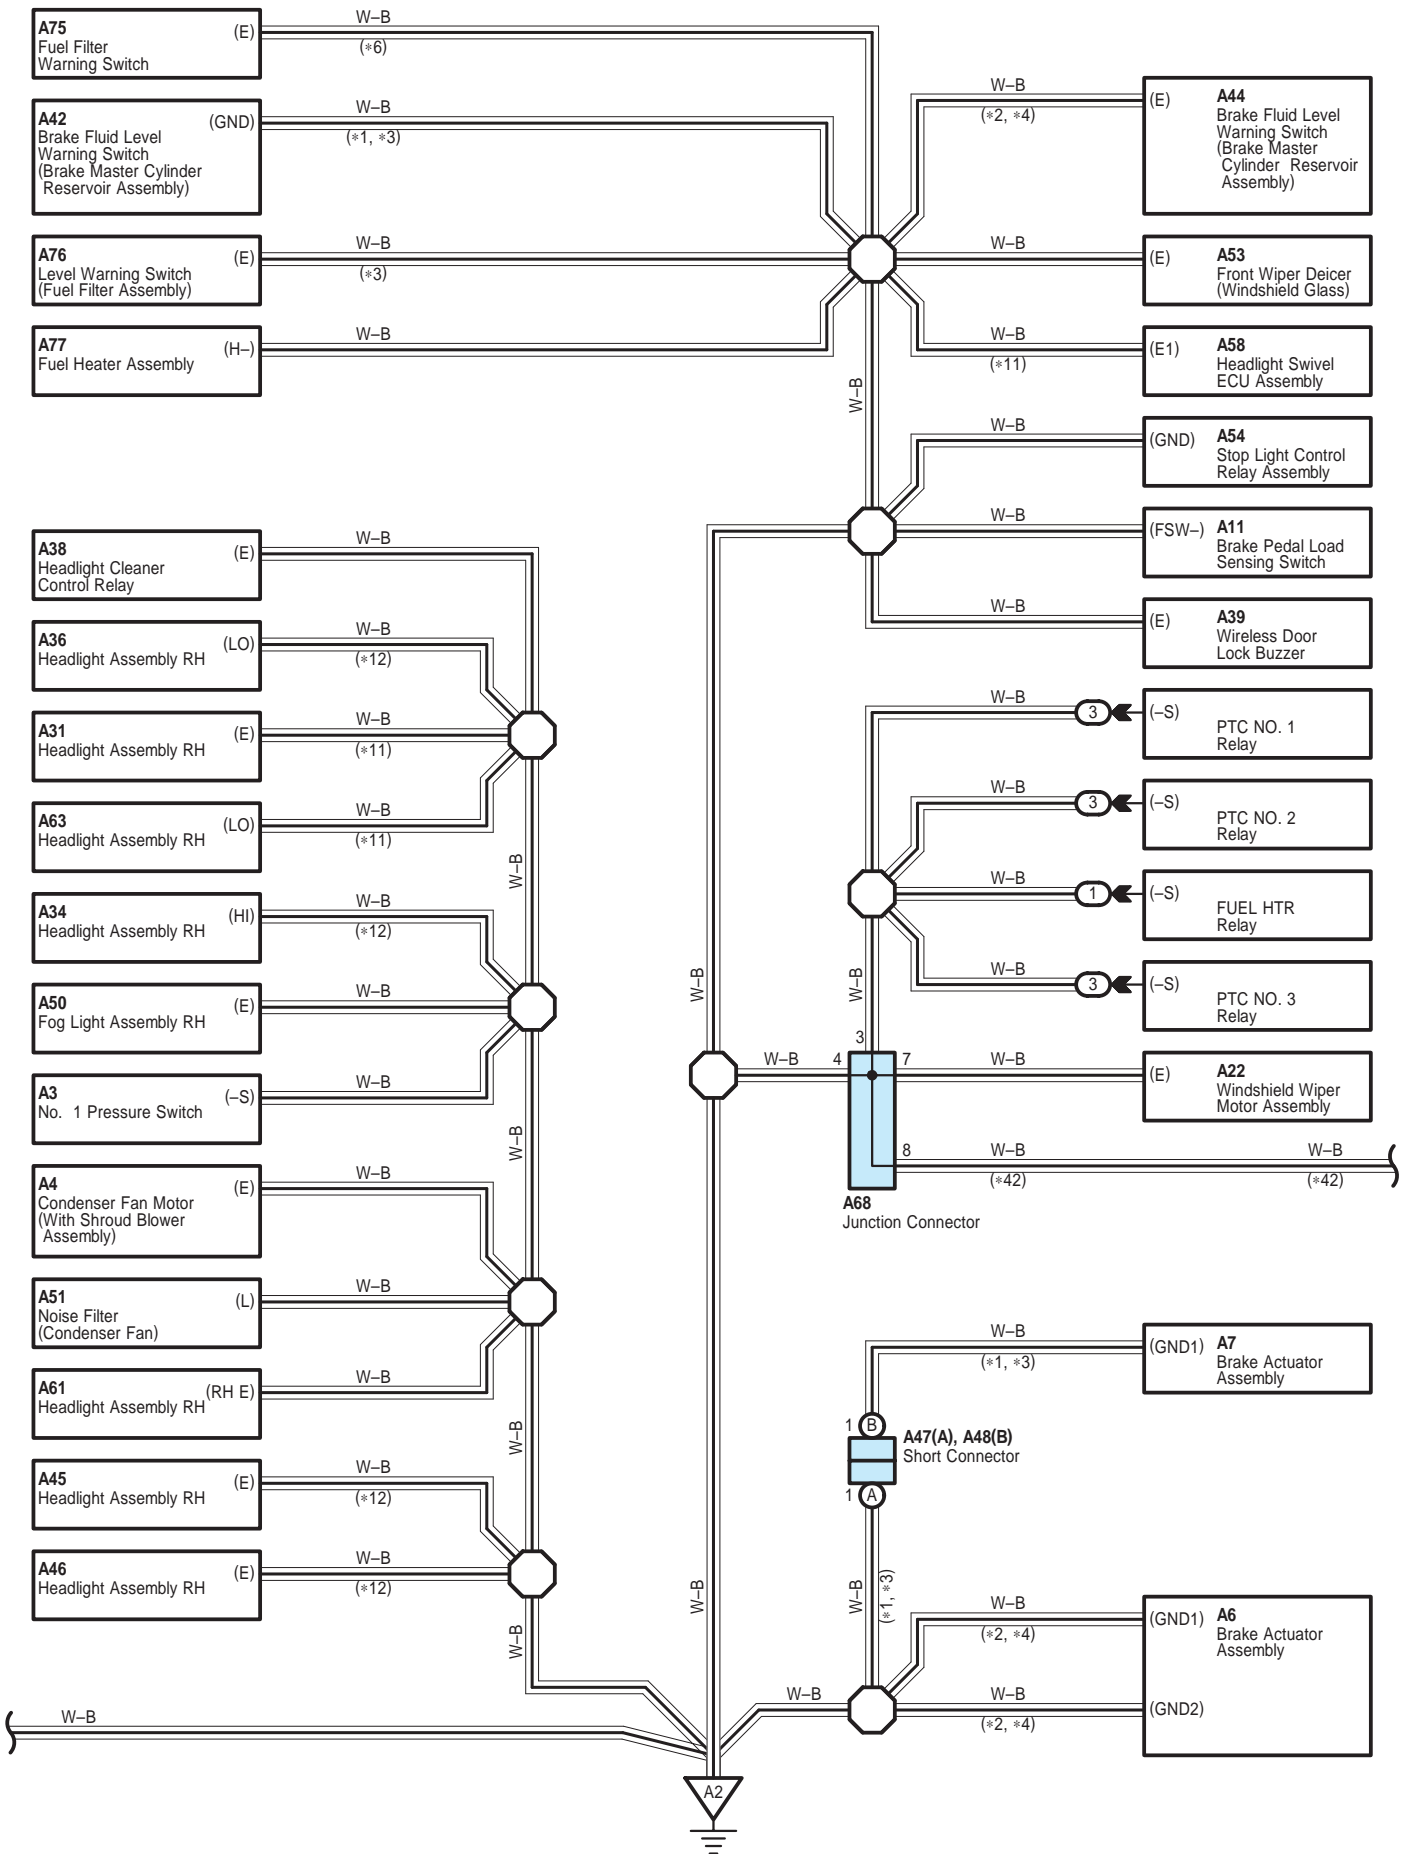 A75 (E)
Fuel Filter
Warning Switch
W–B
(∗6)
A42 (GND)
Brake Fluid Level
Warning Switch
(Brake Master Cylinder
Reservoir Assembly)
W–B
(∗1, ∗3)
A76 (E)
Level Warning Switch
(Fuel Filter Assembly)
W–B
(∗3)
A77 (H–)
Fuel Heater Assembly
W–B
W–B
(∗2, ∗4)
(E) A44
Brake Fluid Level
Warning Switch
(Brake Master
Cylinder Reservoir
Assembly)
W–B
(E) A53
Front Wiper Deicer
(Windshield Glass)
W–B
(∗11)
(E1) A58
Headlight Swivel
ECU Assembly
W–B
W–B
(GND) A54
Stop Light Control
Relay Assembly
W–B
(FSW–) A11
Brake Pedal Load
Sensing Switch
W–B
(E) A39
Wireless Door
Lock Buzzer
A38 (E)
Headlight Cleaner
Control Relay
W–B
A36 (LO)
Headlight Assembly RH
W–B
(∗12)
A31 (E)
Headlight Assembly RH
W–B
(∗11)
A63 (LO)
Headlight Assembly RH
W–B
(∗11)
W–B
A34 (HI)
Headlight Assembly RH
W–B
(∗12)
A50 (E)
Fog Light Assembly RH
W–B
A3 (–S)
No. 1 Pressure Switch
W–B
W–B
A4 (E)
Condenser Fan Motor
(With Shroud Blower
Assembly)
W–B
A51 (L)
Noise Filter
(Condenser Fan)
W–B
A61 (RH E)
Headlight Assembly RH
W–B
W–B
A45 (E)
Headlight Assembly RH
W–B
(∗12)
A46 (E)
Headlight Assembly RH
W–B
(∗12)
W–B
W–B
W–B
3
(–S)
PTC NO. 1
Relay
W–B
3
(–S)
PTC NO. 2
Relay
W–B
1
(–S)
FUEL HTR
Relay
W–B
3
(–S)
PTC NO. 3
Relay
W–B
W–B
3
W–B
4
7
W–B
(E) A22
Windshield Wiper
Motor Assembly
8
W–B
(∗42)
W–B
(∗42)
A68
Junction Connector
W–B
(∗1, ∗3)
(GND1) A7
Brake Actuator
Assembly
1
B
A47(A), A48(B)
Short Connector
1
A
W–B
W–B
(∗1, ∗3)
W–B
(∗2, ∗4)
(GND1) A6
Brake Actuator
Assembly
W–B
W–B
(∗2, ∗4)
(GND2)
A2